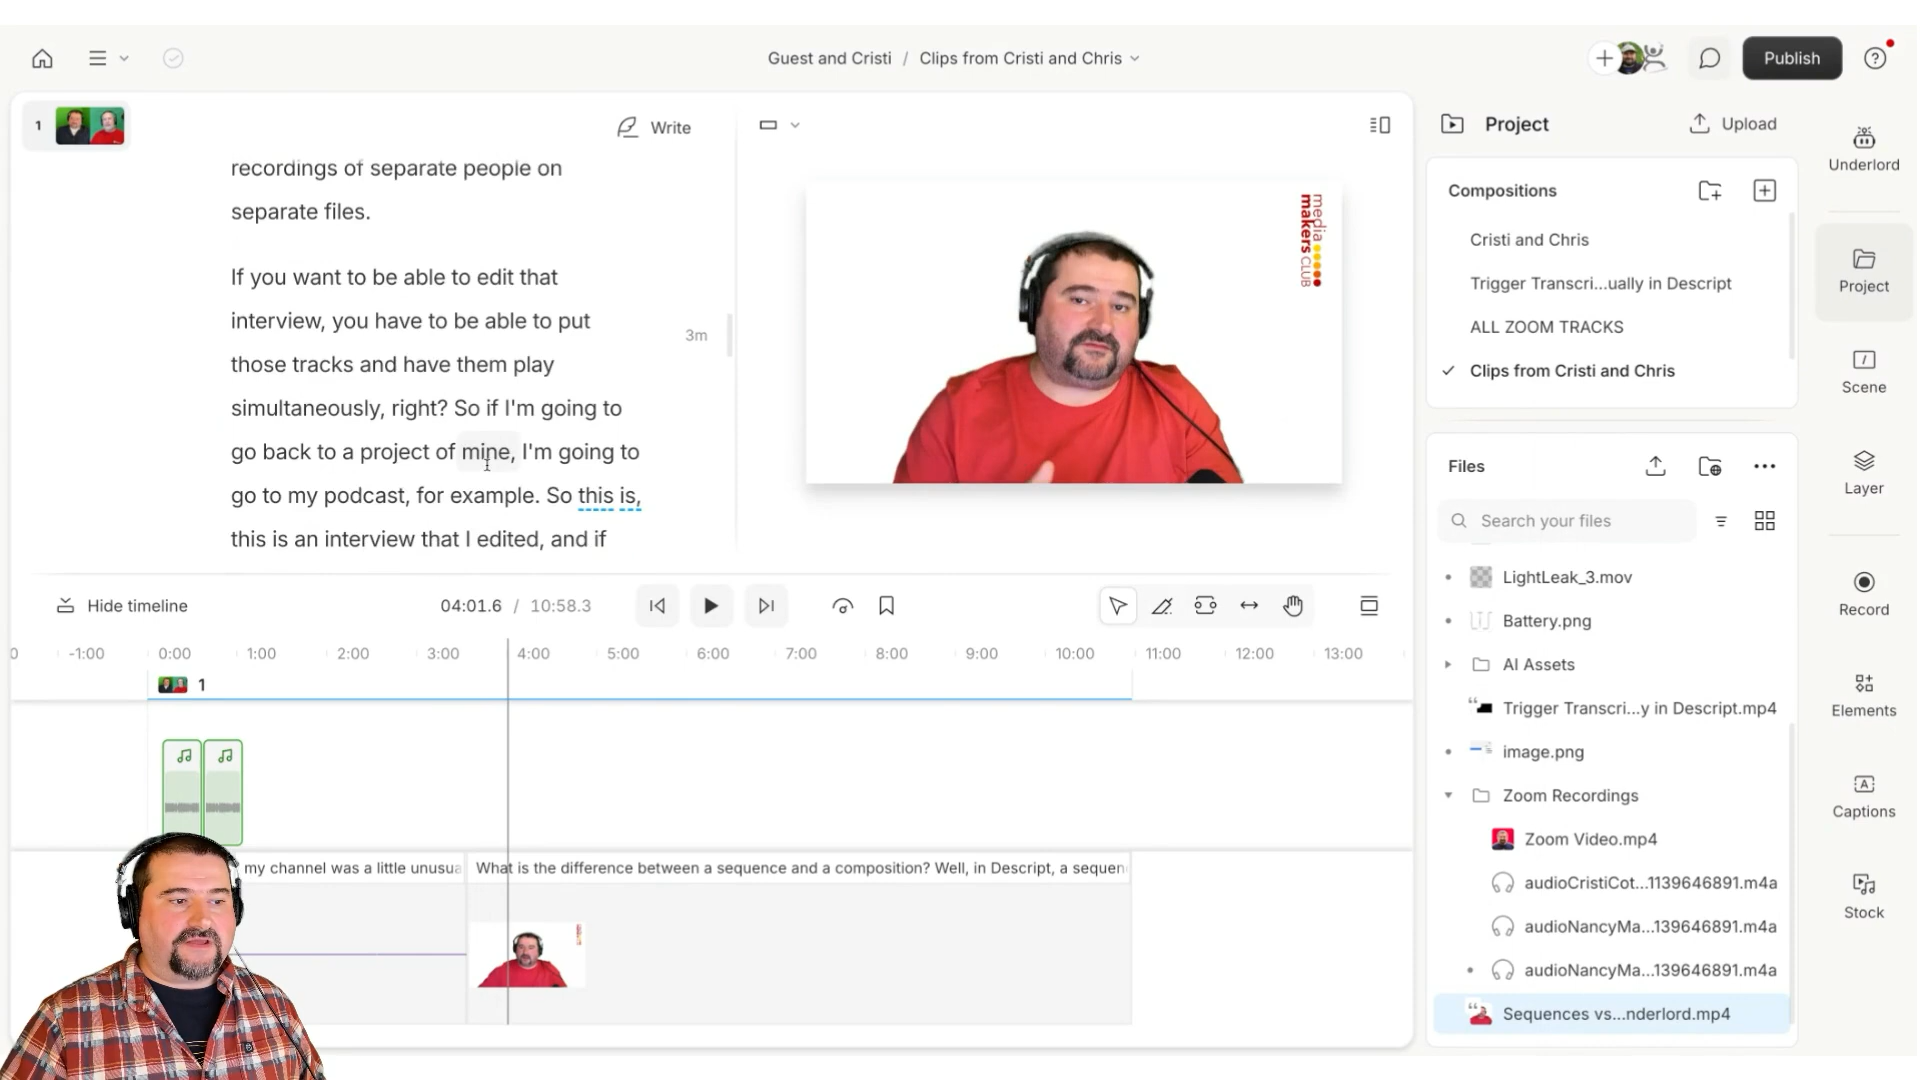 Guest and Cristi / Clips from Cristi and Chris
Publish
1
Write
recordings of separate people on
separate files.
If you want to be able to edit that
interview, you have to be able to put
those tracks and have them play
simultaneously, right? So if I'm going to
go back to a project of mine, I'm going to
go to my podcast, for example. So this is,
this is an interview that I edited, and if
3m
media
makers CLUB
Project
Upload
Compositions
Cristi and Chris
Trigger Transcri...ually in Descript
ALL ZOOM TRACKS
Clips from Cristi and Chris
Files
Search your files
LightLeak_3.mov
Battery.png
AI Assets
Trigger Transcri...y in Descript.mp4
image.png
Zoom Recordings
Zoom Video.mp4
audioCristiCot...1139646891.m4a
audioNancyMa...139646891.m4a
audioNancyMa...139646891.m4a
Sequences vs...nderlord.mp4
Underlord
Project
Scene
Layer
Record
Elements
Captions
Stock
Hide timeline
04:01.6 / 10:58.3
0 -1:00 0:00 1:00 2:00 3:00 4:00 5:00 6:00 7:00 8:00 9:00 10:00 11:00 12:00 13:00
1
my channel was a little unusua
What is the difference between a sequence and a composition? Well, in Descript, a sequen